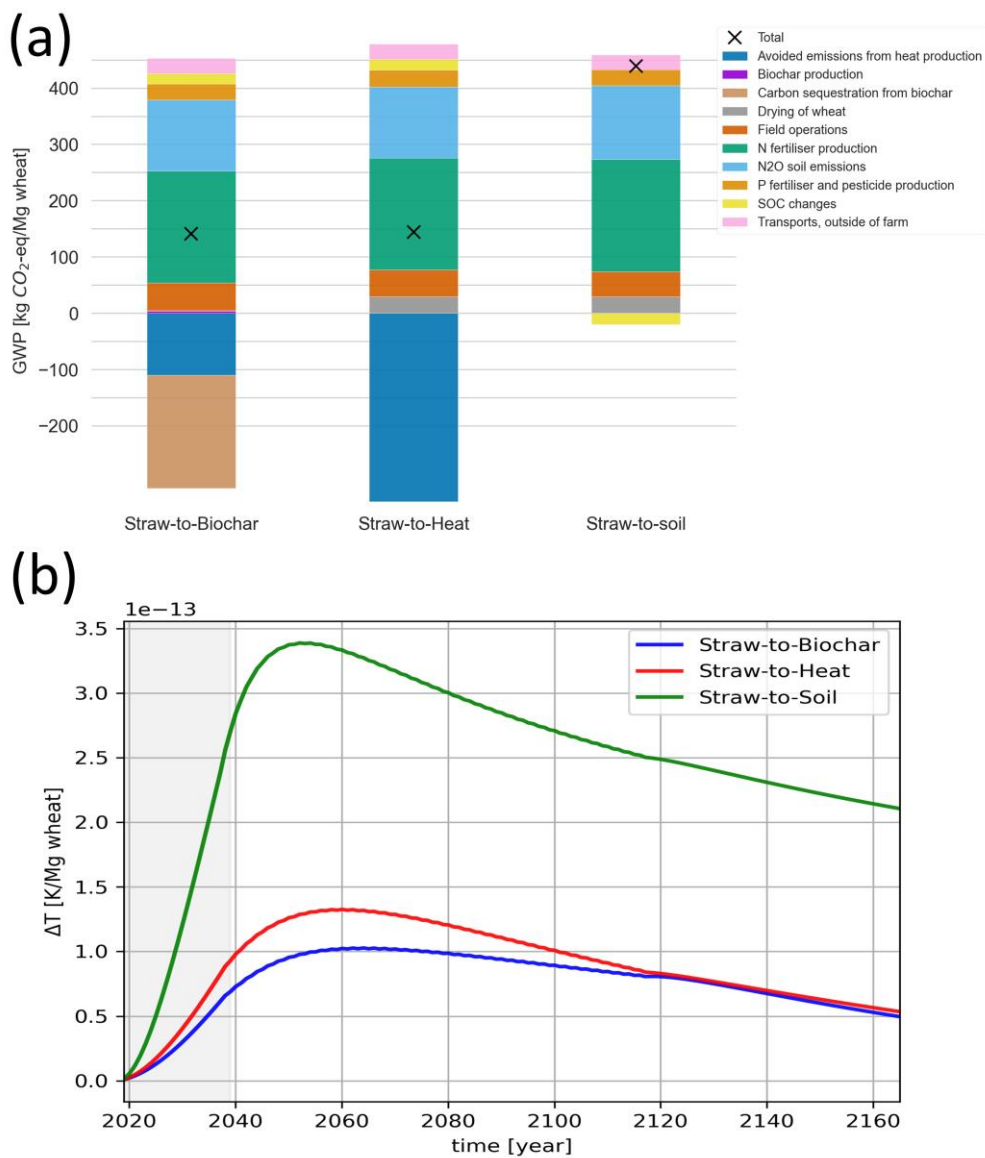 (a)
GWP [kg CO2-eq/Mg wheat]
400
300
200
100
0
−100
−200
Straw-to-Biochar
Straw-to-Heat
Straw-to-soil
Total
Avoided emissions from heat production
Biochar production
Carbon sequestration from biochar
Drying of wheat
Field operations
N fertiliser production
N2O soil emissions
P fertiliser and pesticide production
SOC changes
Transports, outside of farm
(b)
1e−13
ΔT [K/Mg wheat]
3.5
3.0
2.5
2.0
1.5
1.0
0.5
0.0
Straw-to-Biochar
Straw-to-Heat
Straw-to-Soil
2020 2040 2060 2080 2100 2120 2140 2160
time [year]